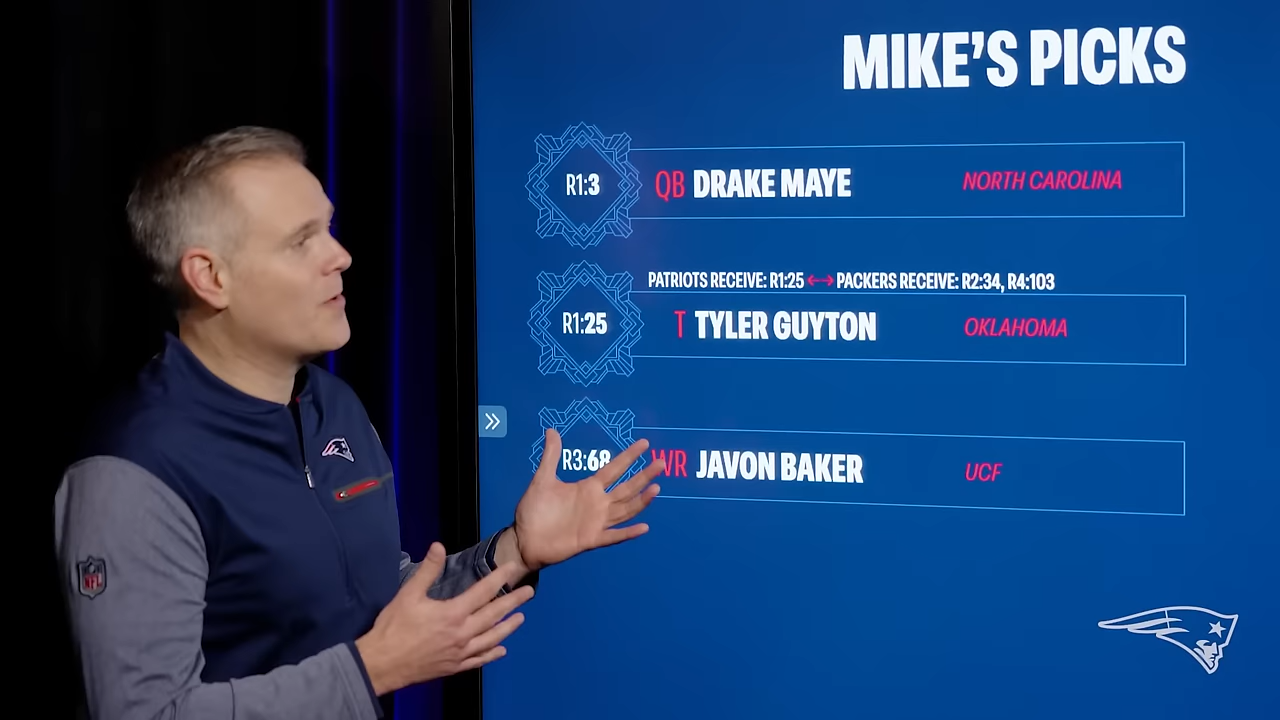 MIKE'S PICKS
R1:3 QB DRAKE MAYE NORTH CAROLINA
PATRIOTS RECEIVE: R1:25 ↔ PACKERS RECEIVE: R2:34, R4:103
R1:25 T TYLER GUYTON OKLAHOMA
R3:68 WR JAVON BAKER UCF
NFL